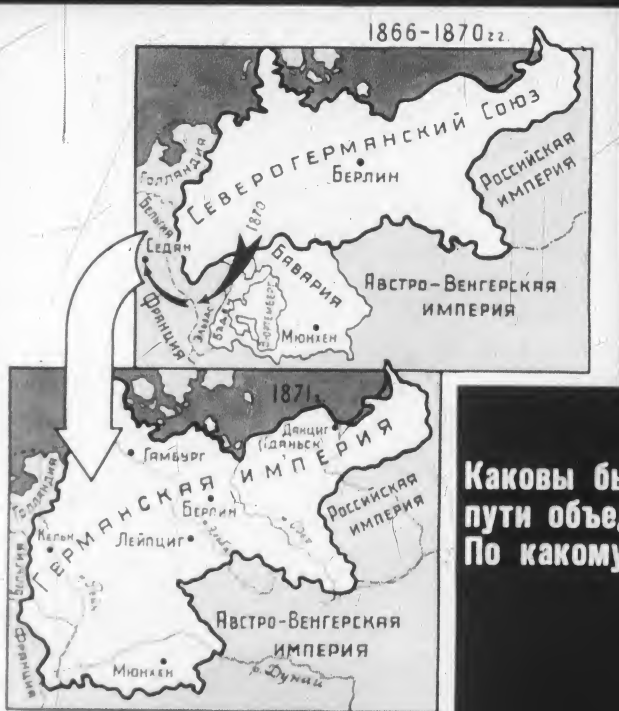 1866-1870гг.
СЕВЕРОГЕРМАНСКИЙ СОЮЗ
БЕРЛИН
РОССИЙСКАЯ
ИМПЕРИЯ
ГОЛЛАНДИЯ
БЕЛЬГИЯ
СЕДАН
1870
ФРАНЦИЯ
БАВАРИЯ
ВЮРТЕМБЕРГ
МЮНХЕН
АВСТРО-ВЕНГЕРСКАЯ
ИМПЕРИЯ
1871г.
ГЕРМАНСКАЯ ИМПЕРИЯ
ДАНЦИГ
(ГДАНЬСК)
ГАМБУРГ
БЕРЛИН
РОССИЙСКАЯ
ИМПЕРИЯ
ГОЛЛАНДИЯ
КЕЛЬН
ЛЕЙПЦИГ
БЕЛЬГИЯ
ФРАНЦИЯ
АВСТРО-ВЕНГЕРСКАЯ
ИМПЕРИЯ
МЮНХЕН
р. Дунай
Каковы бы
пути объе
По какому